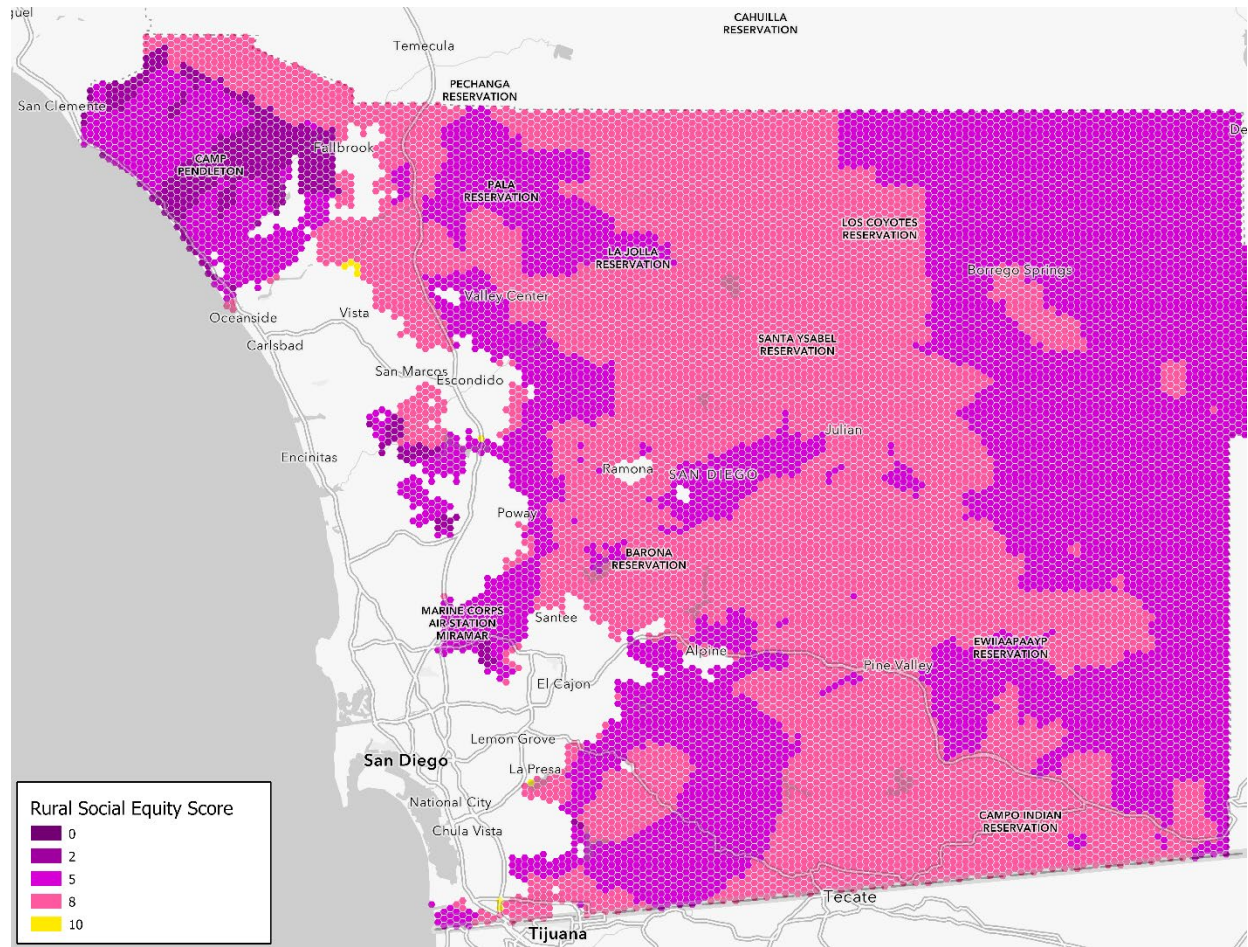 guel
CAHUILLA
RESERVATION
Temecula
PECHANGA
RESERVATION
San Clemente
De
Fallbrook
CAMP
PENDLETON
PALA
RESERVATION
LOS COYOTES
RESERVATION
LA JOLLA
RESERVATION
Borrego Springs
Valley Center
Oceanside
Vista
Carlsbad
SANTA YSABEL
RESERVATION
San Marcos
Escondido
Julian
Encinitas
Ramona
SAN DIEGO
Poway
BARONA
RESERVATION
MARINE CORPS
AIR STATION
MIRAMAR
Santee
Alpine
EWIIAAPAAYP
RESERVATION
Pine Valley
El Cajon
Lemon Grove
San Diego
La Presa
National City
Chula Vista
CAMPO INDIAN
RESERVATION
Tecate
Tijuana
Rural Social Equity Score
0
2
5
8
10